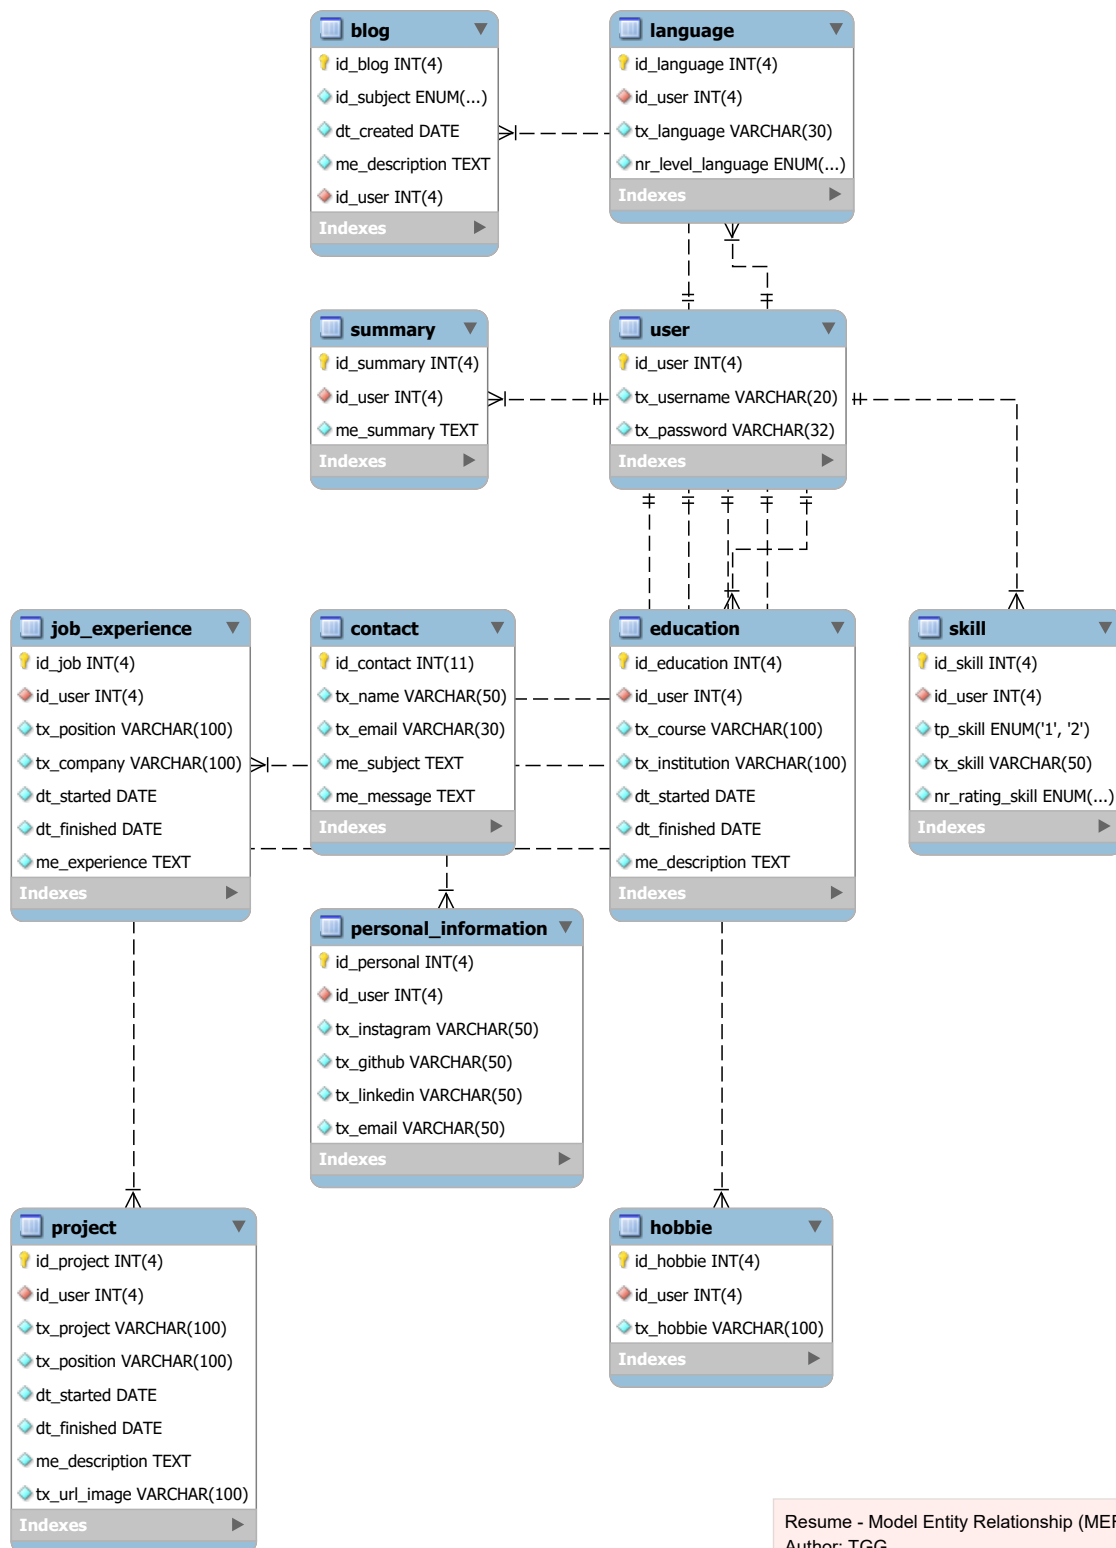 blog
id_blog INT(4)
id_subject ENUM(...)
dt_created DATE
me_description TEXT
id_user INT(4)
Indexes
language
id_language INT(4)
id_user INT(4)
tx_language VARCHAR(30)
nr_level_language ENUM(...)
Indexes
summary
id_summary INT(4)
id_user INT(4)
me_summary TEXT
Indexes
user
id_user INT(4)
tx_username VARCHAR(20)
tx_password VARCHAR(32)
Indexes
job_experience
id_job INT(4)
id_user INT(4)
tx_position VARCHAR(100)
tx_company VARCHAR(100)
dt_started DATE
dt_finished DATE
me_experience TEXT
Indexes
contact
id_contact INT(11)
tx_name VARCHAR(50)
tx_email VARCHAR(30)
me_subject TEXT
me_message TEXT
Indexes
education
id_education INT(4)
id_user INT(4)
tx_course VARCHAR(100)
tx_institution VARCHAR(100)
dt_started DATE
dt_finished DATE
me_description TEXT
Indexes
skill
id_skill INT(4)
id_user INT(4)
tp_skill ENUM('1', '2')
tx_skill VARCHAR(50)
nr_rating_skill ENUM(...)
Indexes
personal_information
id_personal INT(4)
id_user INT(4)
tx_instagram VARCHAR(50)
tx_github VARCHAR(50)
tx_linkedin VARCHAR(50)
tx_email VARCHAR(50)
Indexes
project
id_project INT(4)
id_user INT(4)
tx_project VARCHAR(100)
tx_position VARCHAR(100)
dt_started DATE
dt_finished DATE
me_description TEXT
tx_url_image VARCHAR(100)
Indexes
hobbie
id_hobbie INT(4)
id_user INT(4)
tx_hobbie VARCHAR(100)
Indexes
Resume - Model Entity Relationship (MER
Author: TGG